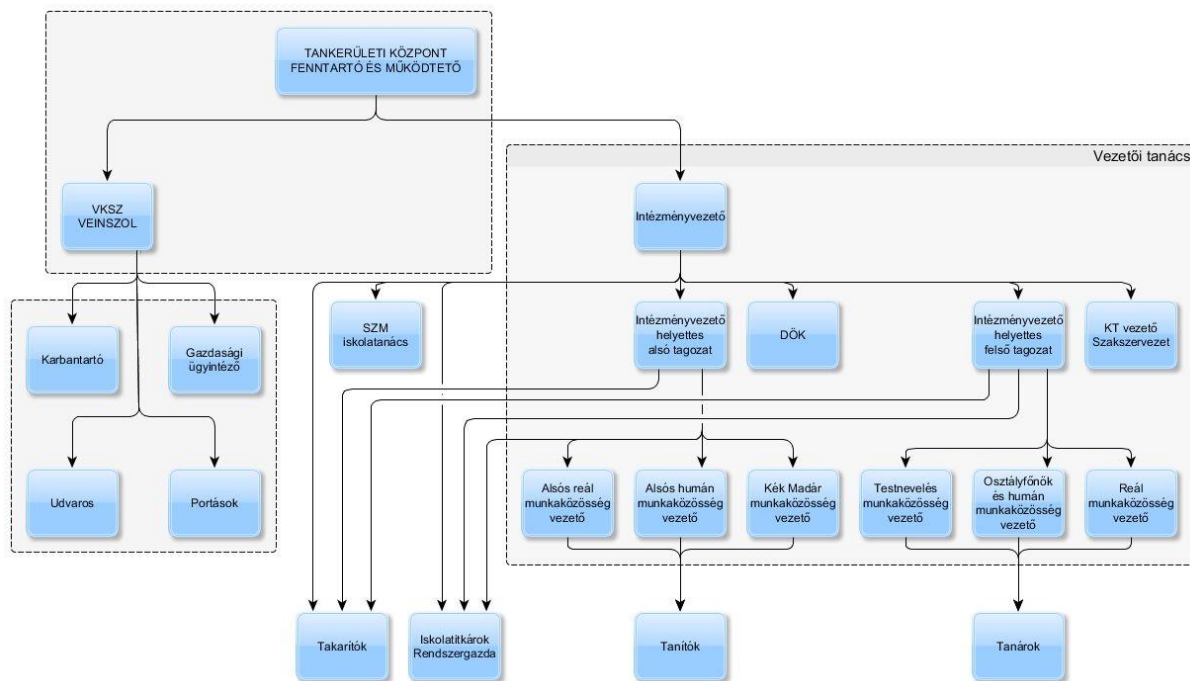 TANKERÜLETI KÖZPONT
FENNTARTÓ ÉS MŰKÖDTETŐ
Vezetői tanács
VKSZ
VEINSZOL
Intézményvezető
Karbantartó
Gazdasági
ügyintéző
SZM
iskolatanács
Intézményvezető
helyettes
alsó tagozat
DÖK
Intézményvezető
helyettes
felső tagozat
KT vezető
Szakszervezet
Udvaros
Portások
Alsós reál
munkaközösség
vezető
Alsós humán
munkaközösség
vezető
Kék Madár
munkaközösség
vezető
Testnevelés
munkaközösség
vezető
Osztályfőnök
és humán
munkaközösség
vezető
Reál
munkaközösség
vezető
Takarítók
Iskolatitkárok
Rendszergazda
Tanítók
Tanárok